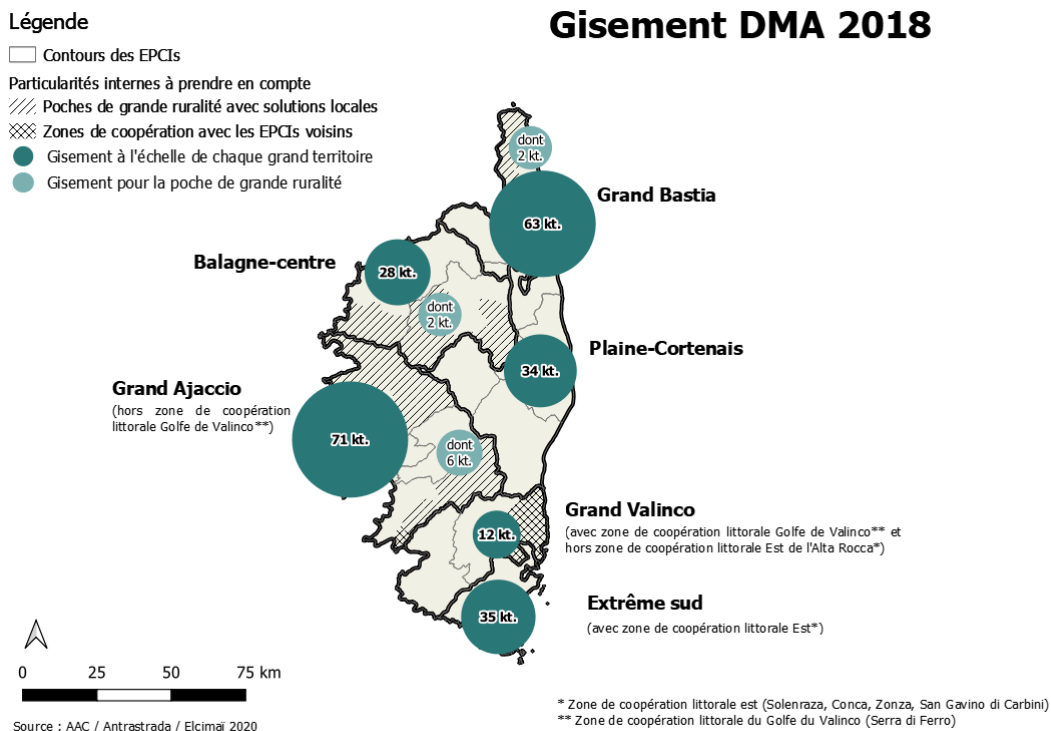 Gisement DMA 2018
Légende
Contours des EPCIs
Particularités internes à prendre en compte
Poches de grande ruralité avec solutions locales
Zones de coopération avec les EPCIs voisins
Gisement à l'échelle de chaque grand territoire
Gisement pour la poche de grande ruralité
dont
2 kt.
Grand Bastia
63 kt.
Balagne-centre
28 kt.
dont
2 kt.
Plaine-Cortenais
34 kt.
Grand Ajaccio
(hors zone de coopération
littorale Golfe de Valinco**)
71 kt.
dont
6 kt.
Grand Valinco
(avec zone de coopération littorale Golfe de Valinco** et
hors zone de coopération littorale Est de l'Alta Rocca*)
12 kt.
Extrême sud
(avec zone de coopération littorale Est*)
35 kt.
0 25 50 75 km
Source : AAC / Antrastrada / Elcimaï 2020
* Zone de coopération littorale est (Solenraza, Conca, Zonza, San Gavino di Carbini)
** Zone de coopération littorale du Golfe du Valinco (Serra di Ferro)